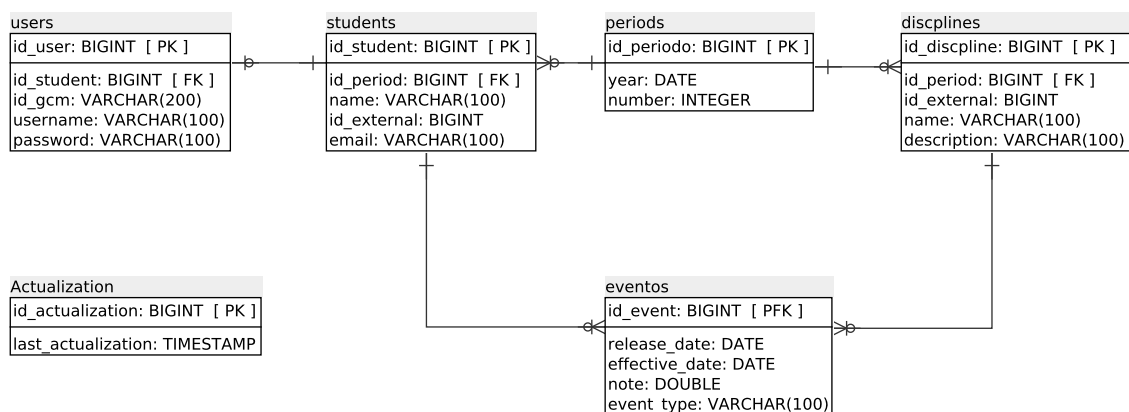 users
id_user: BIGINT [ PK ]
id_student: BIGINT [ FK ]
id_gcm: VARCHAR(200)
username: VARCHAR(100)
password: VARCHAR(100)
students
id_student: BIGINT [ PK ]
id_period: BIGINT [ FK ]
name: VARCHAR(100)
id_external: BIGINT
email: VARCHAR(100)
periods
id_periodo: BIGINT [ PK ]
year: DATE
number: INTEGER
discplines
id_discpline: BIGINT [ PK ]
id_period: BIGINT [ FK ]
id_external: BIGINT
name: VARCHAR(100)
description: VARCHAR(100)
Actualization
id_actualization: BIGINT [ PK ]
last_actualization: TIMESTAMP
eventos
id_event: BIGINT [ PFK ]
release_date: DATE
effective_date: DATE
note: DOUBLE
event_type: VARCHAR(100)